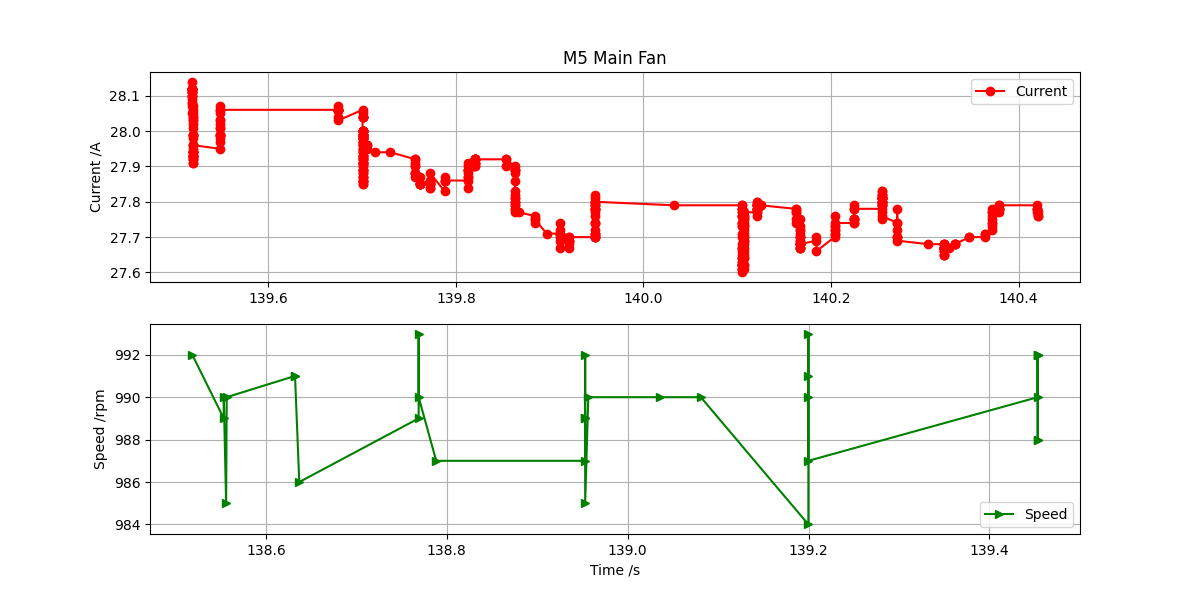 M5 Main Fan
28.1
28.0
27.9
27.8
27.7
27.6
Current /A
Current
139.6 139.8 140.0 140.2 140.4
992
990
988
986
984
Speed /rpm
Speed
138.6 138.8 139.0 139.2 139.4
Time /s